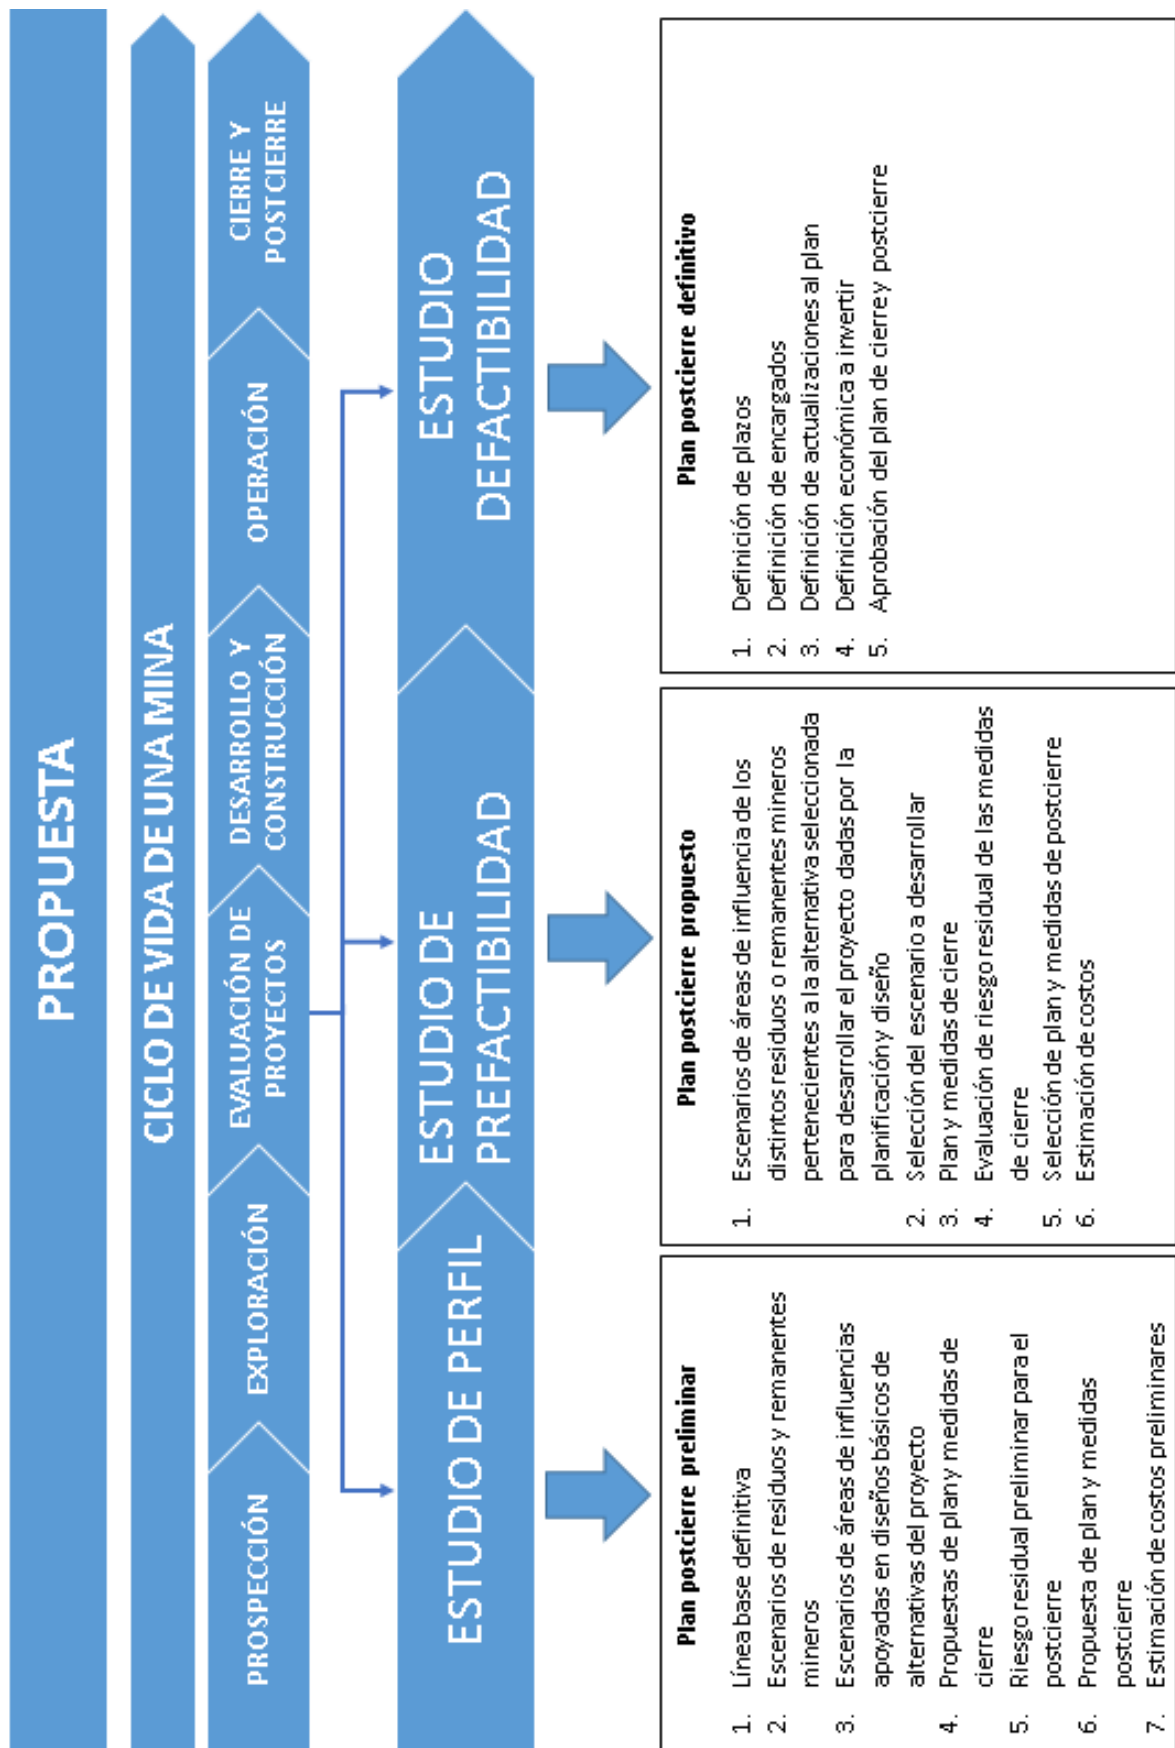 PROPUESTA
CICLO DE VIDA DE UNA MINA
PROSPECCIÓN
EXPLORACIÓN
EVALUACIÓN DE
PROYECTOS
DESARROLLO Y
CONSTRUCCIÓN
OPERACIÓN
CIERRE Y
POSTCIERRE
ESTUDIO DE PERFIL
ESTUDIO DE
PREFACTIBILIDAD
ESTUDIO
DEFACTIBILIDAD
Plan postcierre preliminar
1. Línea base definitiva
2. Escenarios de residuos y remanentes
mineros
3. Escenarios de áreas de influencias
apoyadas en diseños básicos de
alternativas del proyecto
4. Propuestas de plan y medidas de
cierre
5. Riesgo residual preliminar para el
postcierre
6. Propuesta de plan y medidas
postcierre
7. Estimación de costos preliminares
Plan postcierre propuesto
1. Escenarios de áreas de influencia de los
distintos residuos o remanentes mineros
pertenecientes a la alternativa seleccionada
para desarrollar el proyecto dadas por la
planificación y diseño
2. Selección del escenario a desarrollar
3. Plan y medidas de cierre
4. Evaluación de riesgo residual de las medidas
de cierre
5. Selección de plan y medidas de postcierre
6. Estimación de costos
Plan postcierre definitivo
1. Definición de plazos
2. Definición de encargados
3. Definición de actualizaciones al plan
4. Definición económica a invertir
5. Aprobación del plan de cierre y postcierre